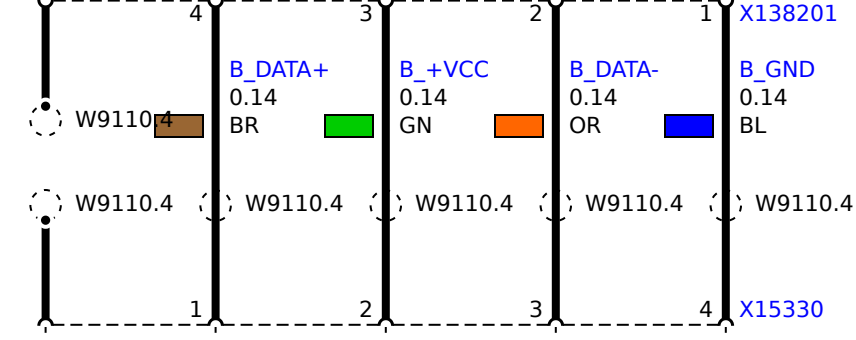 4 3 2 1 X138201
B_DATA+ B_+VCC B_DATA- B_GND
0.14 0.14 0.14 0.14
W9110.4 BR GN OR BL
W9110.4 W9110.4 W9110.4 W9110.4 W9110.4
1 2 3 4 X15330